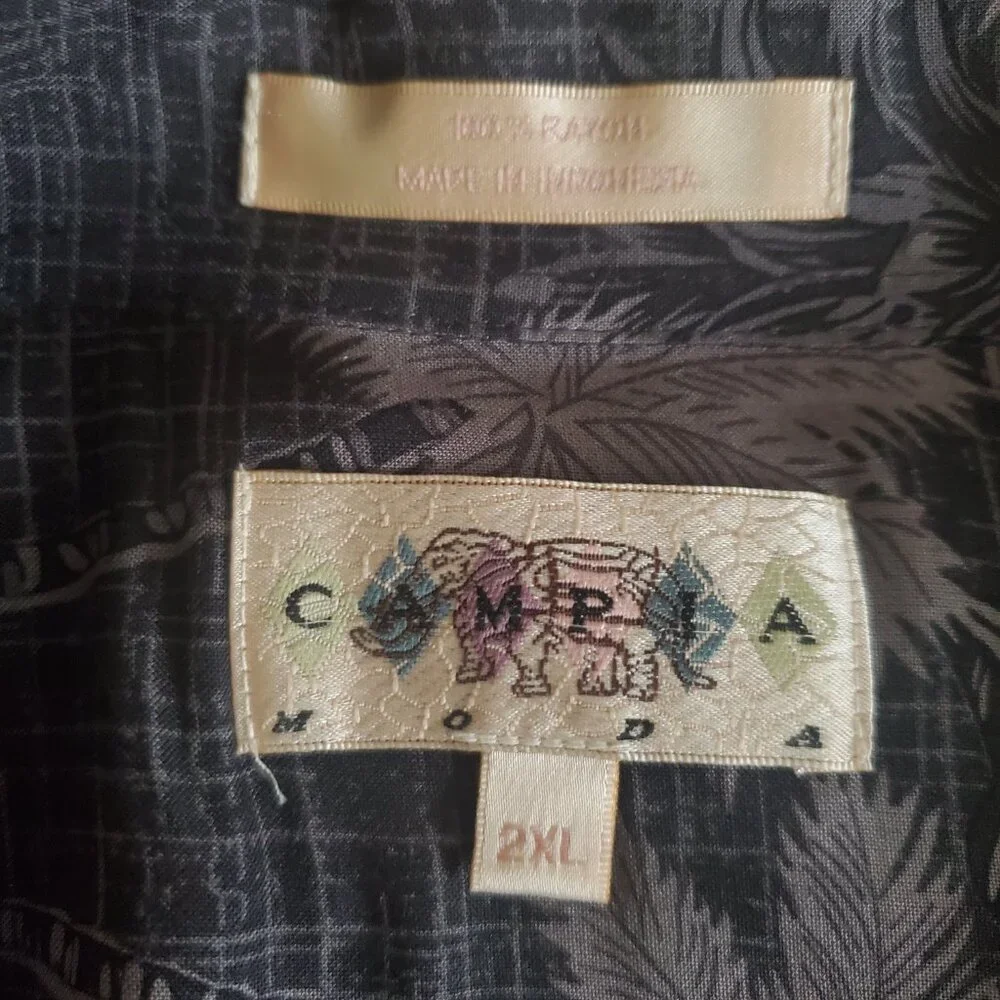 100% RAYON
MADE IN INDONESIA
CAMPIA
MODA
2XL